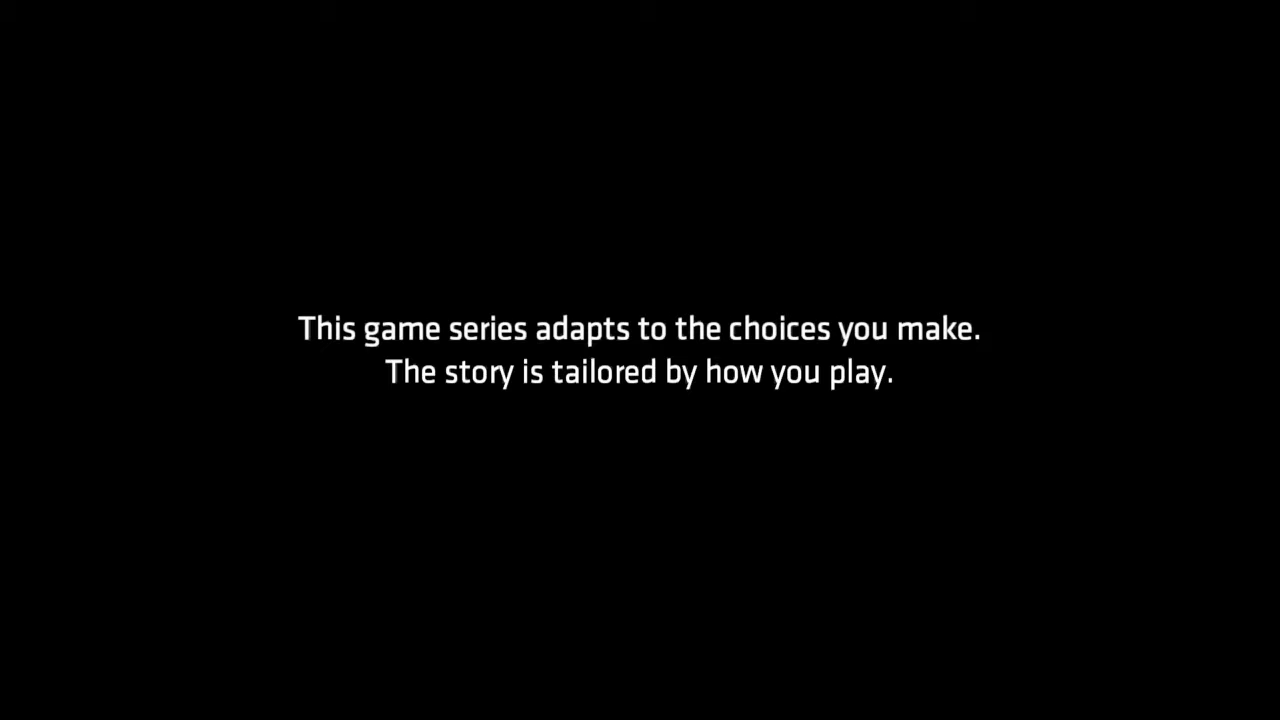 This game series adapts to the choices you make.
The story is tailored by how you play.